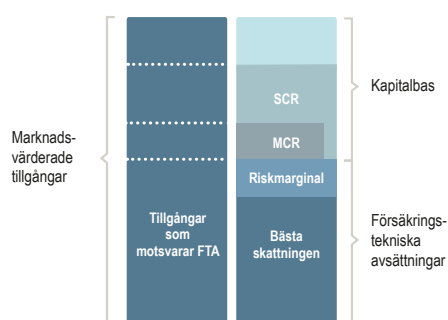 Marknads-
värderade
tillgångar
Tillgångar
som
motsvarar FTA
SCR
MCR
Riskmarginal
Bästa
skattningen
Kapitalbas
Försäkrings-
tekniska
avsättningar